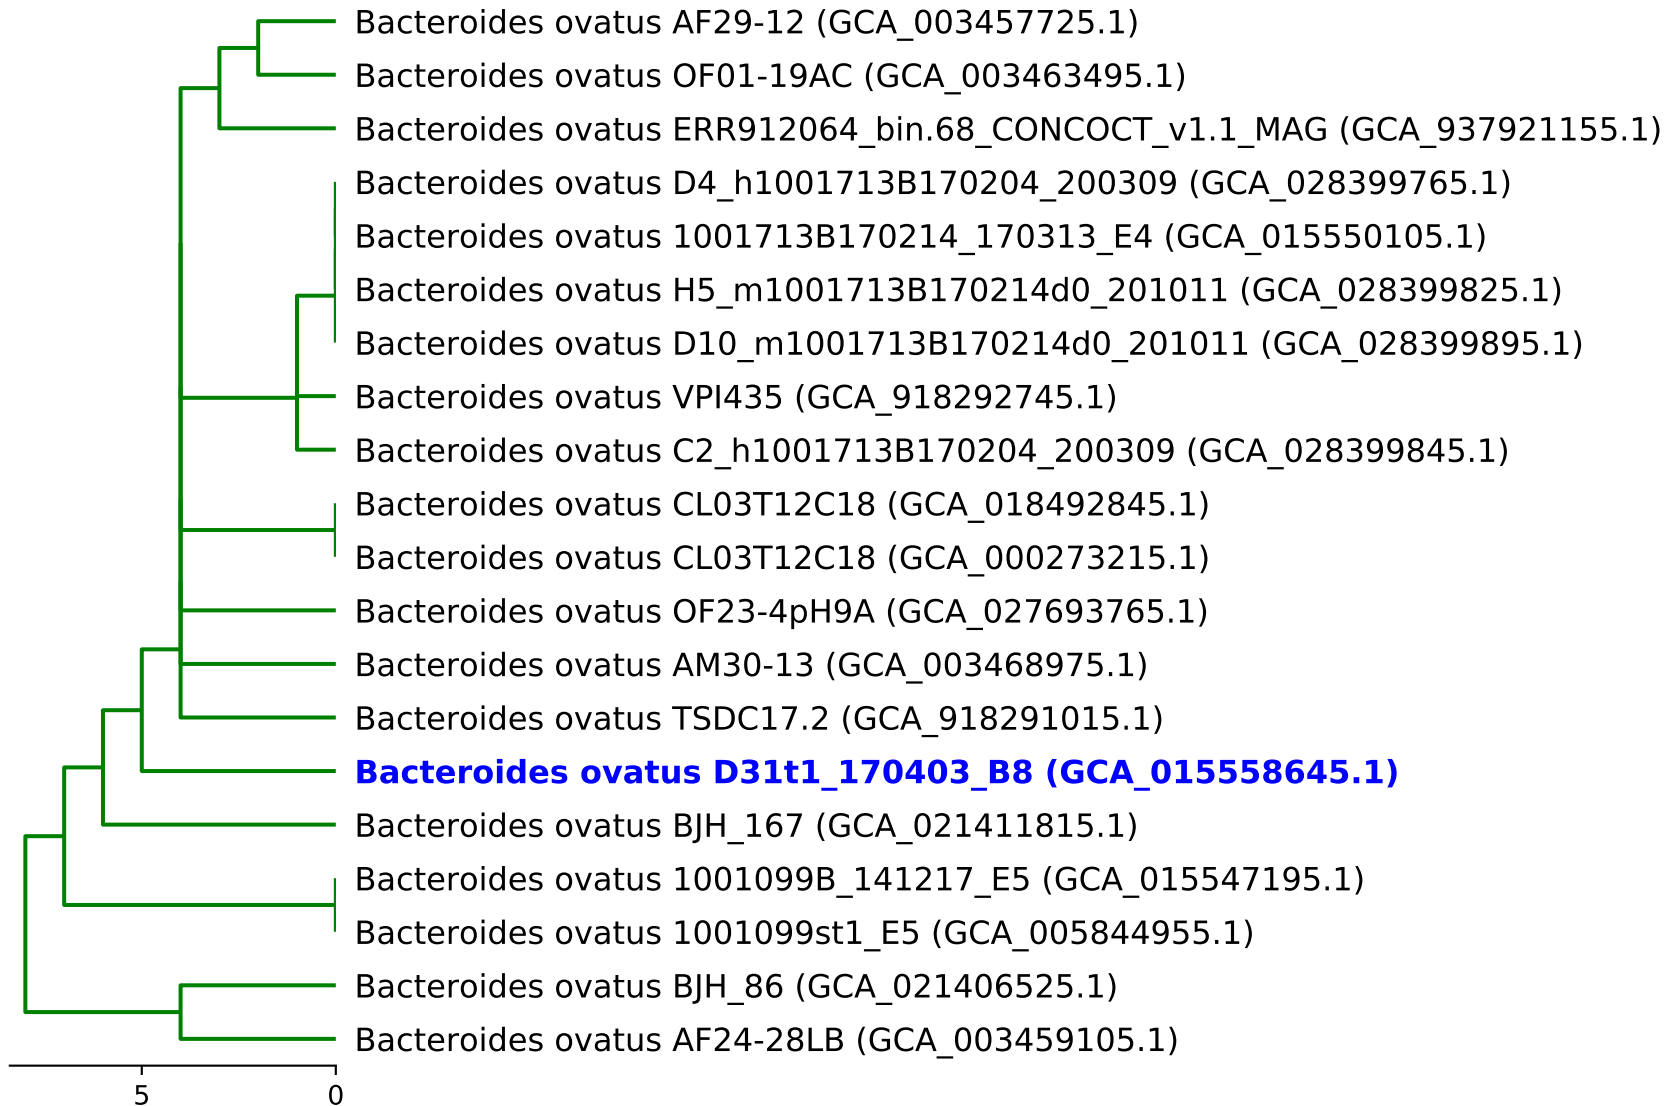 Bacteroides ovatus AF29-12 (GCA_003457725.1)
Bacteroides ovatus OF01-19AC (GCA_003463495.1)
Bacteroides ovatus ERR912064_bin.68_CONCOCT_v1.1_MAG (GCA_937921155.1)
Bacteroides ovatus D4_h1001713B170204_200309 (GCA_028399765.1)
Bacteroides ovatus 1001713B170214_170313_E4 (GCA_015550105.1)
Bacteroides ovatus H5_m1001713B170214d0_201011 (GCA_028399825.1)
Bacteroides ovatus D10_m1001713B170214d0_201011 (GCA_028399895.1)
Bacteroides ovatus VPI435 (GCA_918292745.1)
Bacteroides ovatus C2_h1001713B170204_200309 (GCA_028399845.1)
Bacteroides ovatus CL03T12C18 (GCA_018492845.1)
Bacteroides ovatus CL03T12C18 (GCA_000273215.1)
Bacteroides ovatus OF23-4pH9A (GCA_027693765.1)
Bacteroides ovatus AM30-13 (GCA_003468975.1)
Bacteroides ovatus TSDC17.2 (GCA_918291015.1)
Bacteroides ovatus D31t1_170403_B8 (GCA_015558645.1)
Bacteroides ovatus BJH_167 (GCA_021411815.1)
Bacteroides ovatus 1001099B_141217_E5 (GCA_015547195.1)
Bacteroides ovatus 1001099st1_E5 (GCA_005844955.1)
Bacteroides ovatus BJH_86 (GCA_021406525.1)
Bacteroides ovatus AF24-28LB (GCA_003459105.1)
5 0